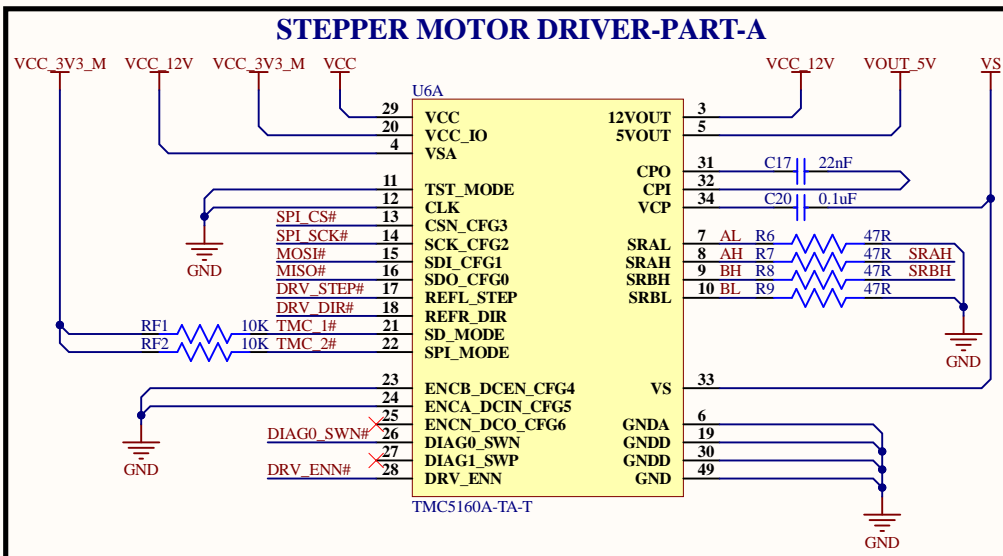 STEPPER MOTOR DRIVER-PART-A
VCC_3V3_M VCC_12V VCC_3V3_M VCC VCC_12V VOUT_5V VS
U6A
29 VCC 12VOUT 3
20 VCC_IO 5VOUT 5
4 VSA
CPO 31 C17 22nF
11 TST_MODE CPI 32
12 CLK VCP 34 C20 0.1uF
SPI_CS# 13 CSN_CFG3
SPI_SCK# 14 SCK_CFG2 SRAL 7 AL R6 47R
MOSI# 15 SDI_CFG1 SRAH 8 AH R7 47R SRAH
MISO# 16 SDO_CFG0 SRBH 9 BH R8 47R SRBH
DRV_STEP# 17 REFL_STEP SRBL 10 BL R9 47R
DRV_DIR# 18 REFR_DIR
RF1 10K TMC_1# 21 SD_MODE
RF2 10K TMC_2# 22 SPI_MODE
GND
GND
23 ENCB_DCEN_CFG4 VS 33
24 ENCA_DCIN_CFG5
25 ENCN_DCO_CFG6 GNDA 6
DIAG0_SWN# 26 DIAG0_SWN GNDD 19
27 DIAG1_SWP GNDD 30
DRV_ENN# 28 DRV_ENN GND 49
GND
TMC5160A-TA-T
GND